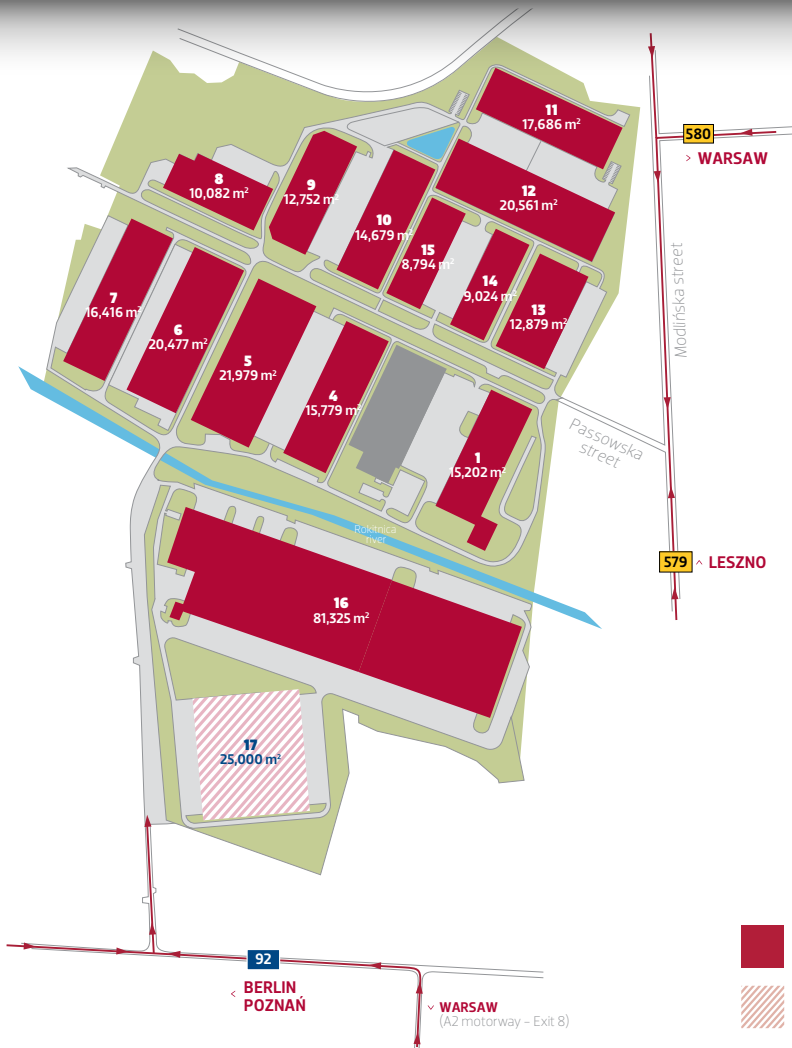 11
17,686 m²
580
WARSAW
8
10,082 m²
9
12,752 m²
12
20,561 m²
10
14,679 m²
15
8,794 m²
14
9,024 m²
7
16,416 m²
13
12,879 m²
6
20,477 m²
5
21,979 m²
4
15,779 m²
Modlińska street
Passowska
street
1
15,202 m²
Rokitnica
river
579
LESZNO
16
81,325 m²
17
25,000 m²
92
BERLIN
POZNAŃ
WARSAW
(A2 motorway – Exit 8)